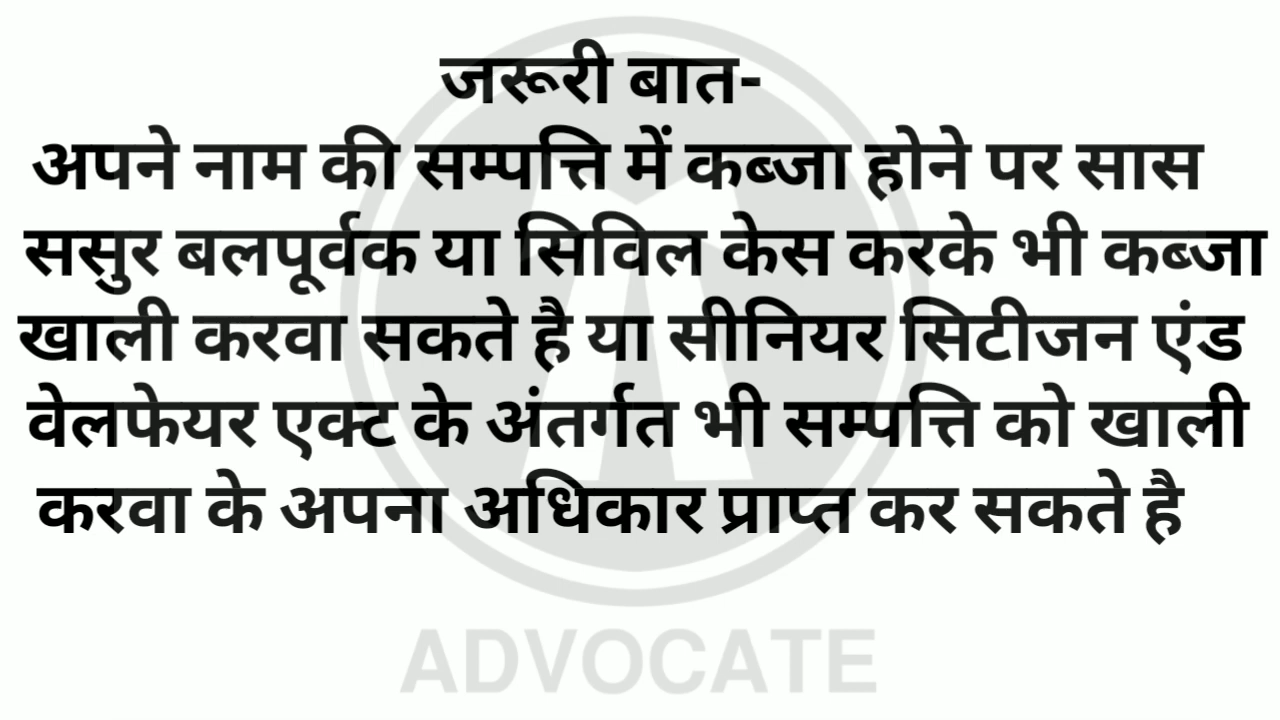 जरूरी बात-
अपने नाम की सम्पत्ति में कब्जा होने पर सास
ससुर बलपूर्वक या सिविल केस करके भी कब्जा
खाली करवा सकते है या सीनियर सिटीजन एंड
वेलफेयर एक्ट के अंतर्गत भी सम्पत्ति को खाली
करवा के अपना अधिकार प्राप्त कर सकते है
ADVOCATE